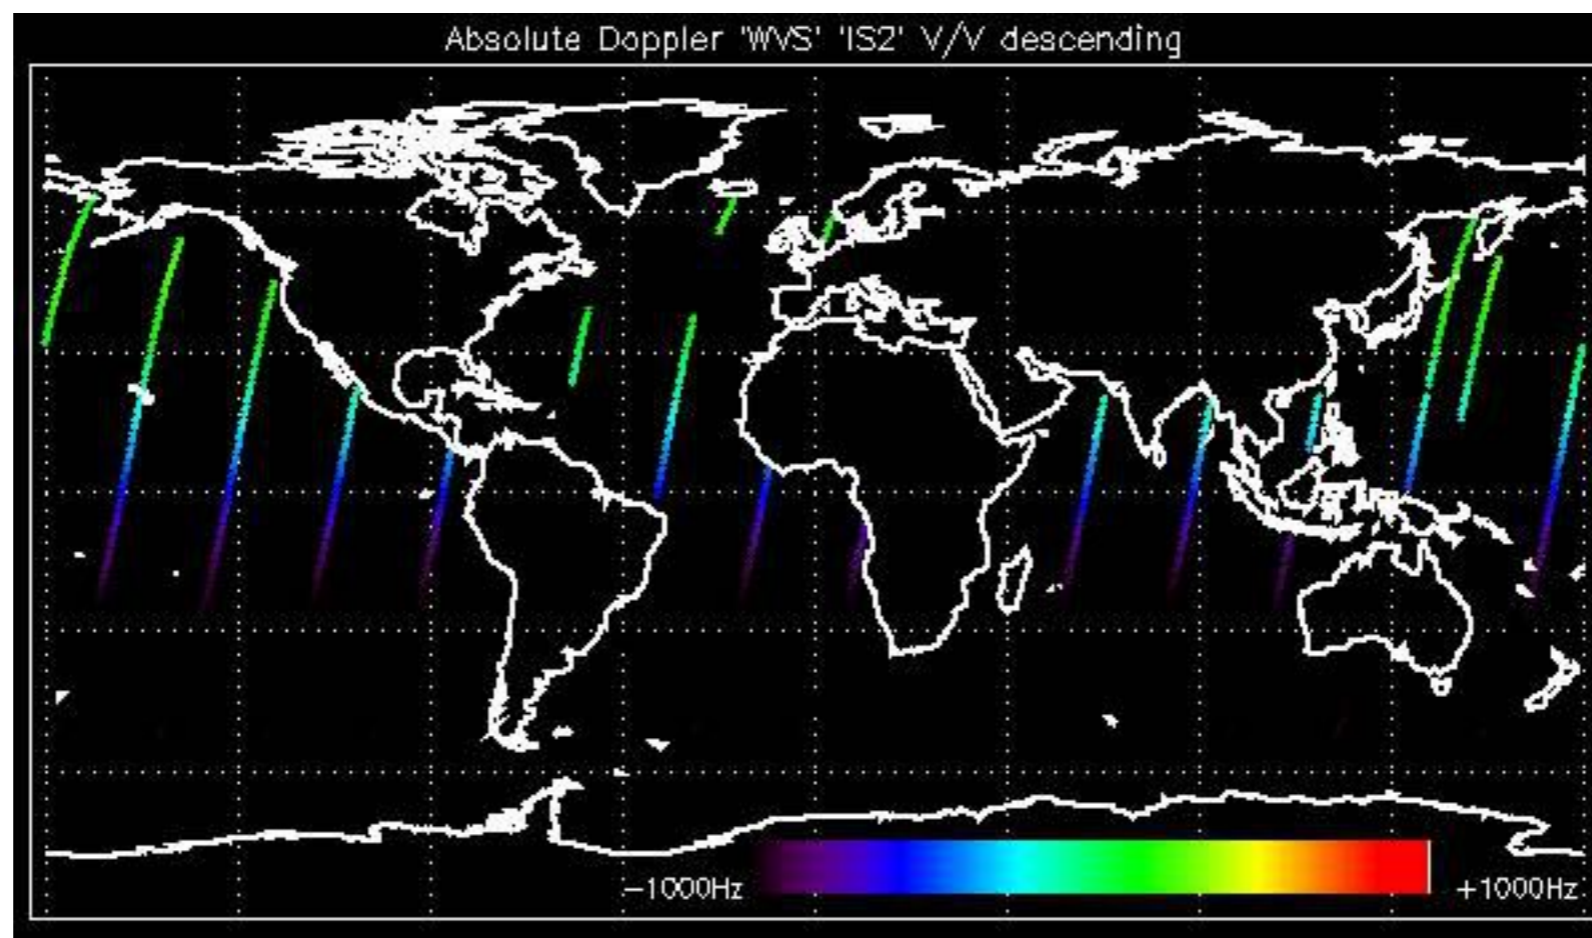 Absolute Doppler 'WVS' 'IS2' V/V descending
-1000Hz
+1000Hz